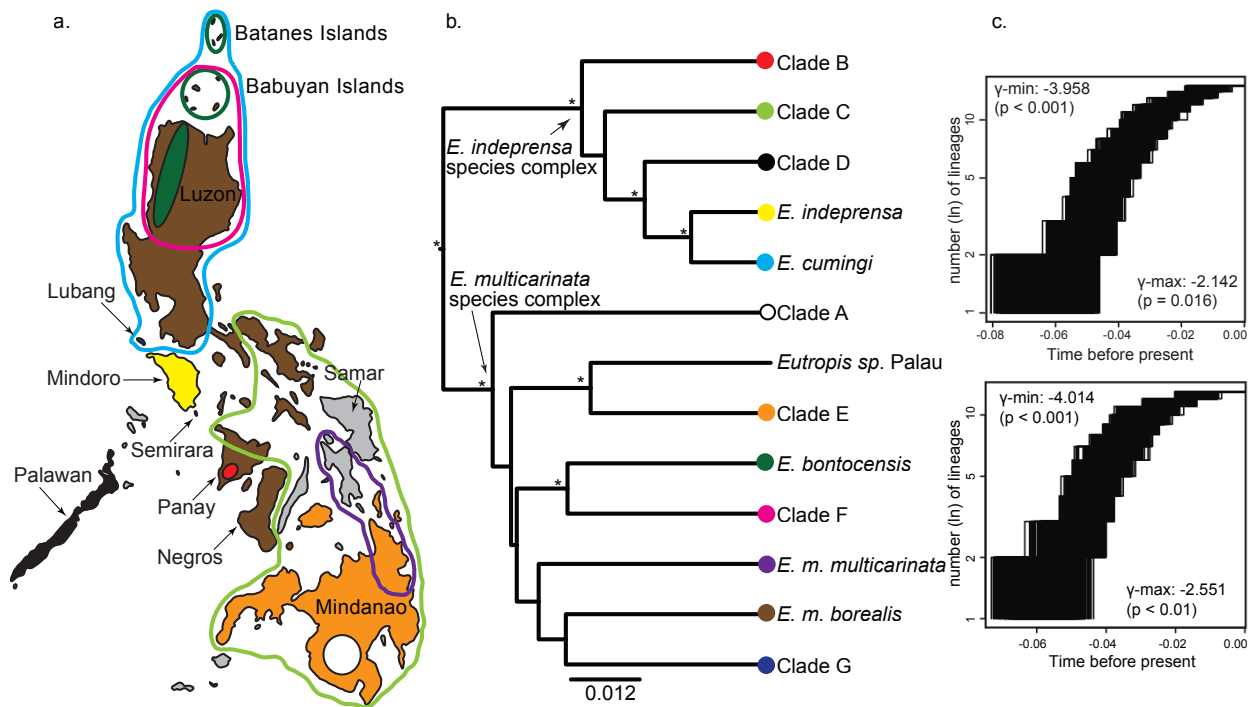 a.
Batanes Islands
Babuyan Islands
Luzon
Lubang
Mindoro
Samar
Semirara
Palawan
Panay
Negros
Mindanao
b.
Clade B
Clade C
E. indeprensa
species complex
Clade D
E. indeprensa
E. cumingi
E. multicarinata
species complex
Clade A
Eutropis sp. Palau
Clade E
E. bontocensis
Clade F
E. m. multicarinata
E. m. borealis
Clade G
* * * * * * * *
0.012
c.
γ-min: -3.958
(p < 0.001)
γ-max: -2.142
(p = 0.016)
number (ln) of lineages
1 2 5 10
-0.08 -0.06 -0.04 -0.02 0.00
Time before present
γ-min: -4.014
(p < 0.001)
γ-max: -2.551
(p < 0.01)
number (ln) of lineages
1 2 5 10
-0.06 -0.04 -0.02 0.00
Time before present